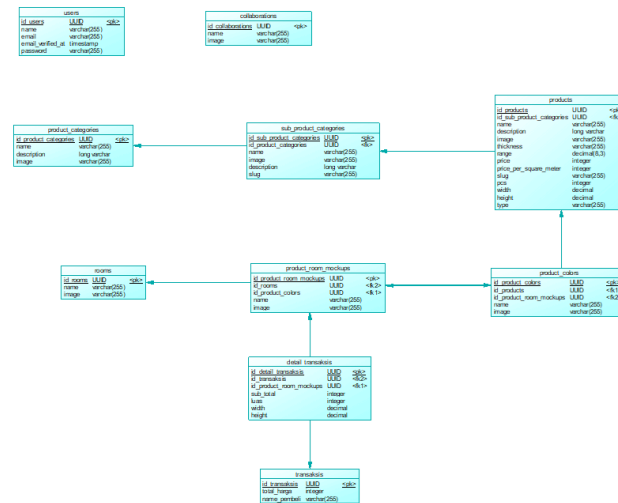 users
id_users UUID <pk>
name varchar(255)
email varchar(255)
email_verified_at timestamp
password varchar(255)
collaborations
id_collaborations UUID <pk>
name varchar(255)
image varchar(255)
products
id_products UUID <pk
id_sub_product_categories UUID <fk
name varchar(255)
description long varchar
image varchar(255)
thickness varchar(255)
range decimal(8,3)
price integer
price_per_square_meter integer
slug varchar(255)
pcs integer
width decimal
height decimal
type varchar(255)
product_categories
id_product_categories UUID <pk>
name varchar(255)
description long varchar
image varchar(255)
sub_product_categories
id_sub_product_categories UUID <pk>
id_product_categories UUID <fk>
name varchar(255)
image varchar(255)
description long varchar
slug varchar(255)
rooms
id_rooms UUID <pk>
name varchar(255)
image varchar(255)
product_room_mockups
id_product_room_mockups UUID <pk>
id_rooms UUID <fk2>
id_product_colors UUID <fk1>
name varchar(255)
image varchar(255)
product_colors
id_product_colors UUID <pk>
id_products UUID <fk1
id_product_room_mockups UUID <fk2
name varchar(255)
image varchar(255)
detail_transaksis
id_detail_transaksis UUID <pk>
id_transaksis UUID <fk2>
id_product_room_mockups UUID <fk1>
sub_total integer
luas integer
width decimal
height decimal
transaksis
id_transaksis UUID <pk>
total_harga integer
name_pembeli varchar(255)